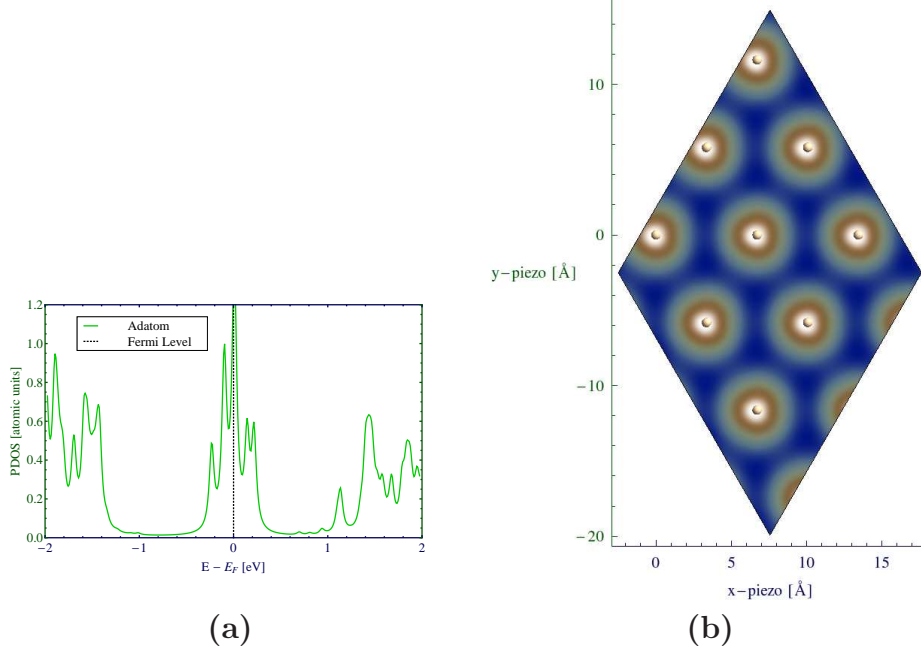 1.2
1.0
0.8
0.6
0.4
0.2
0.0
PDOS [atomic units]
Adatom
Fermi Level
−2
−1
0
1
2
E − E_F [eV]
(a)
10
0
−10
−20
y−piezo [Å]
0
5
10
15
x−piezo [Å]
(b)